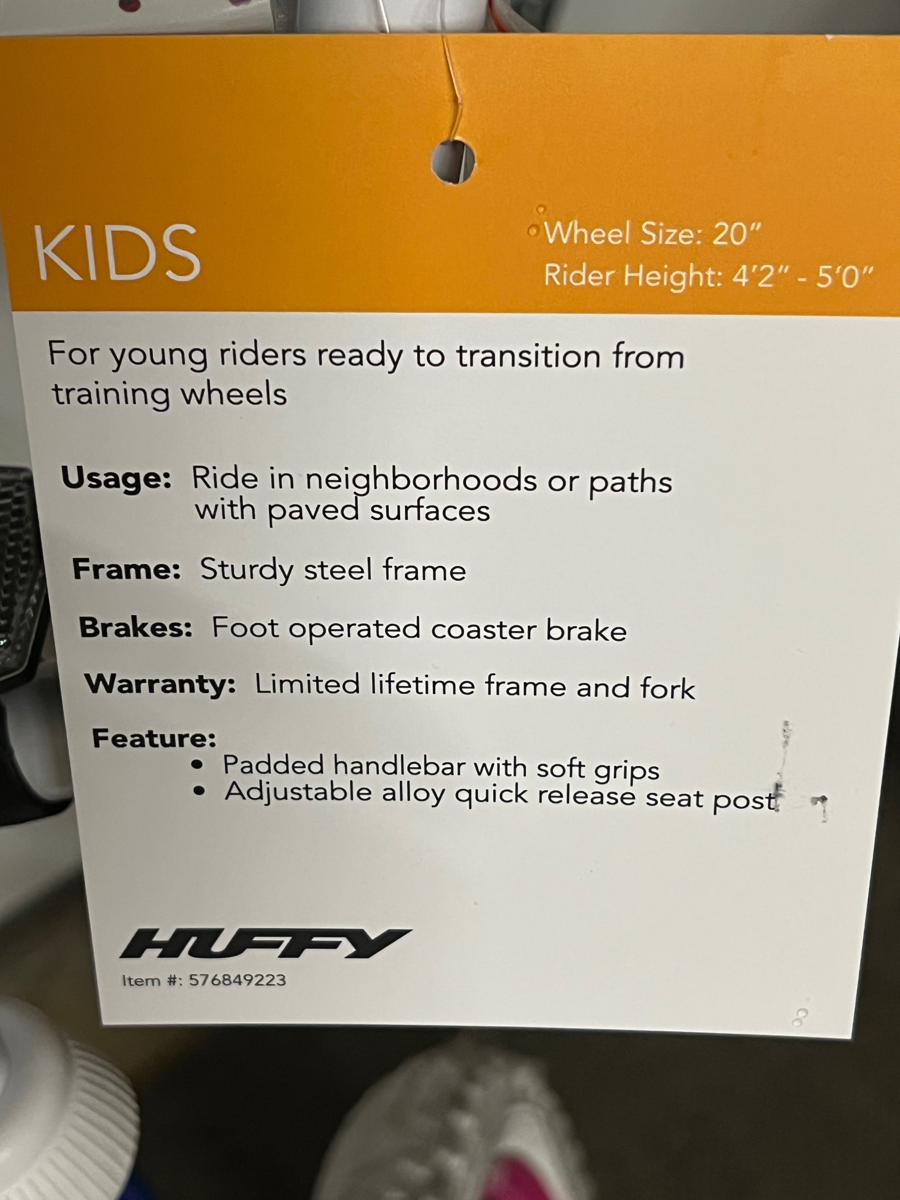 KIDS
Wheel Size: 20"
Rider Height: 4'2" - 5'0"
For young riders ready to transition from
training wheels
Usage: Ride in neighborhoods or paths
with paved surfaces
Frame: Sturdy steel frame
Brakes: Foot operated coaster brake
Warranty: Limited lifetime frame and fork
Feature:
• Padded handlebar with soft grips
• Adjustable alloy quick release seat post
HUFFY
Item #: 576849223